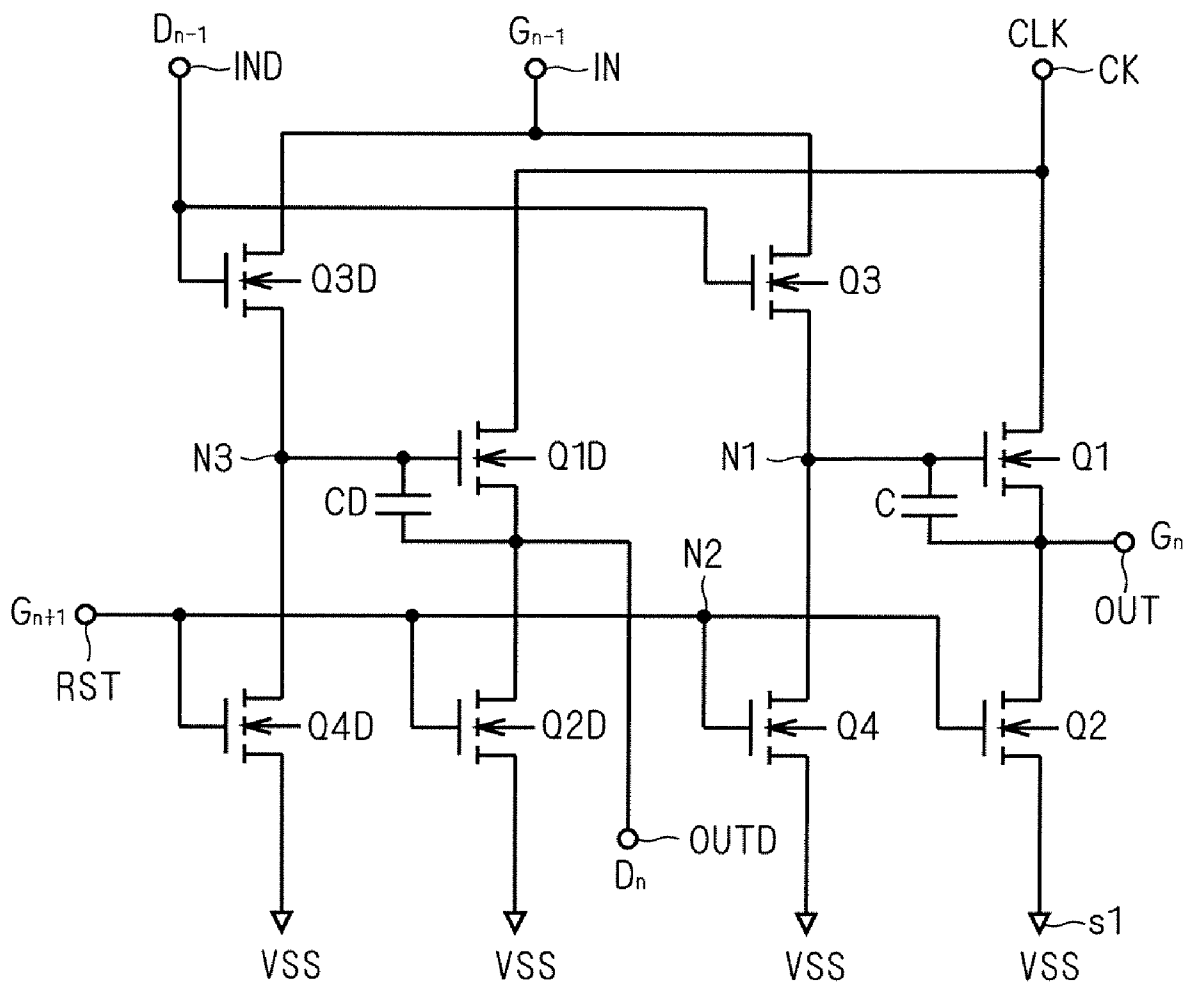 Dn-1
IND
Gn-1
IN
CLK
CK
Q3D
Q3
N3
Q1D
N1
Q1
CD
C
Gn
OUT
N2
Gn+1
RST
Q4D
Q2D
Q4
Q2
OUTD
Dn
s1
VSS
VSS
VSS
VSS